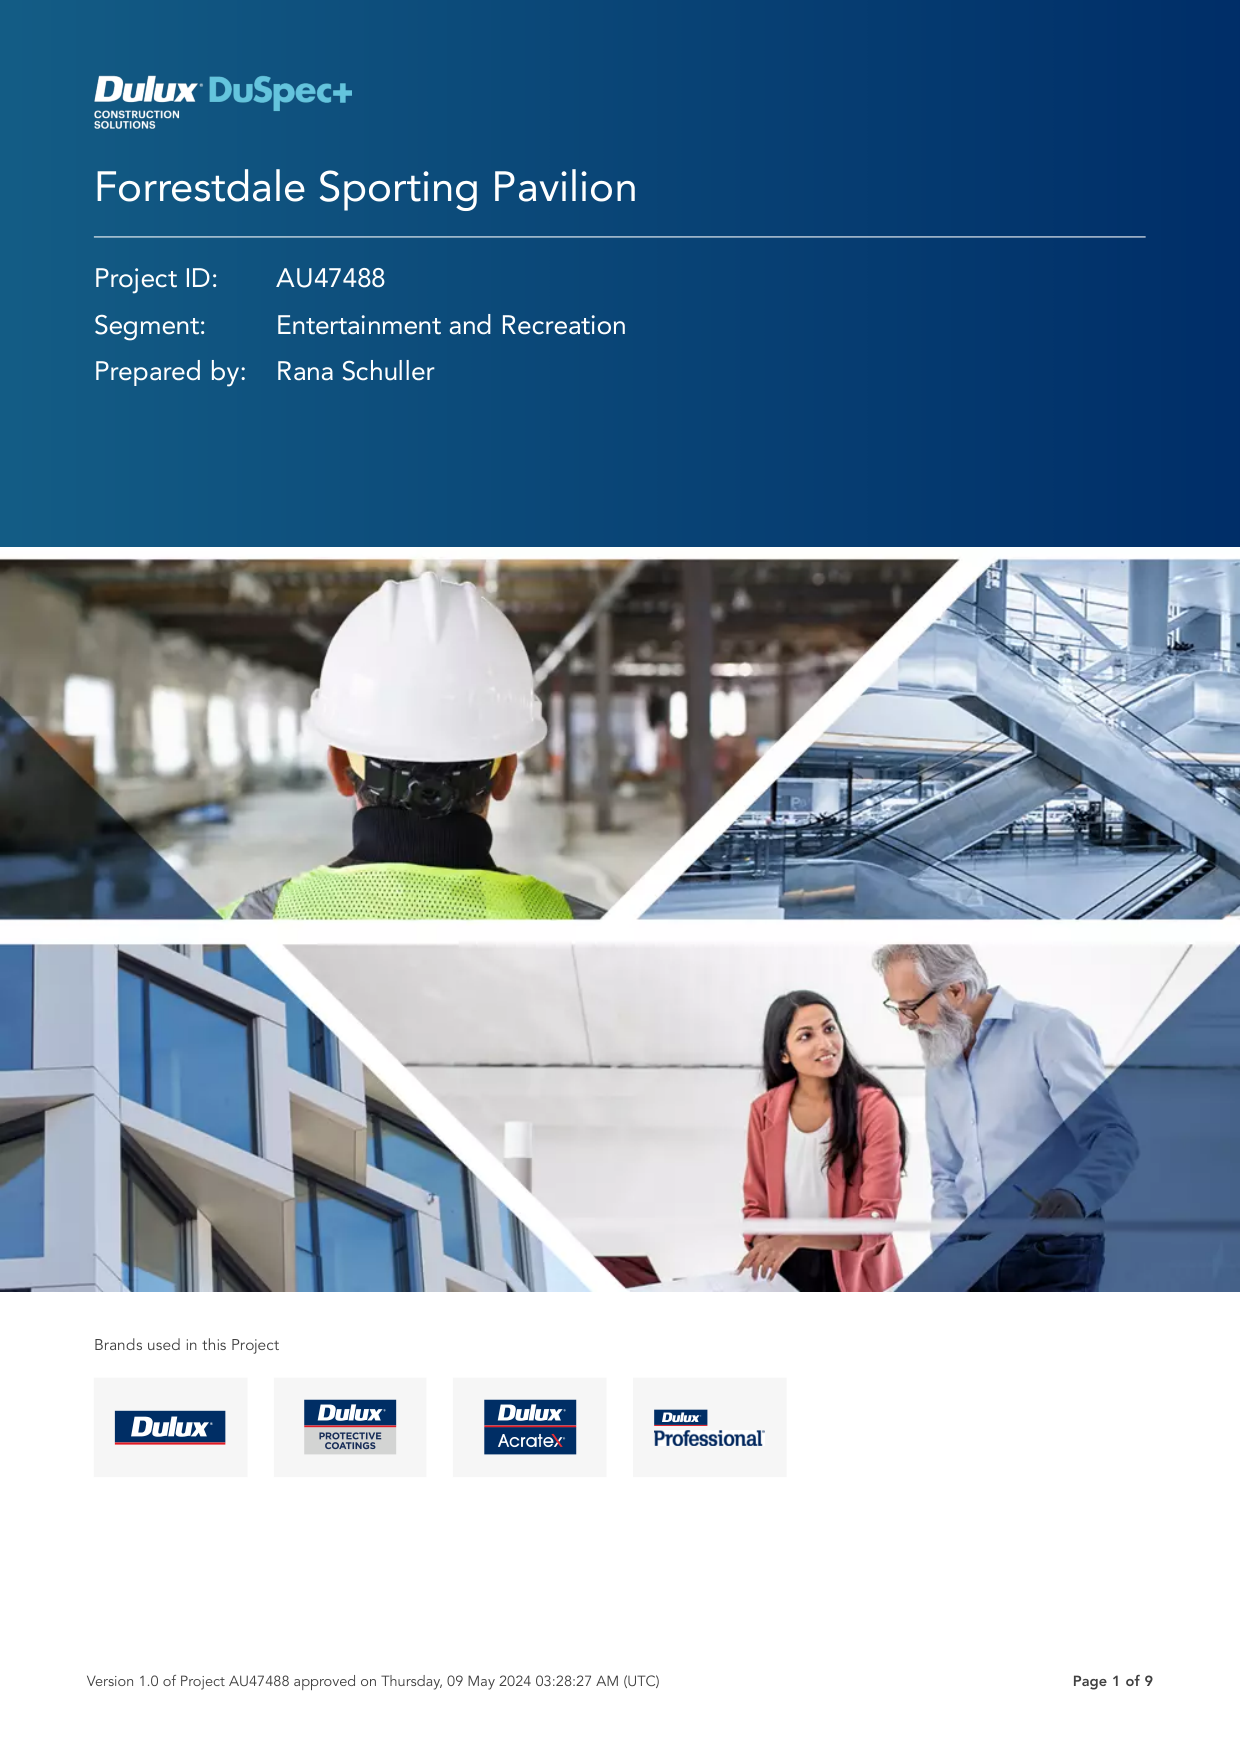 Dulux DuSpec+
CONSTRUCTION
SOLUTIONS
Forrestdale Sporting Pavilion
Project ID: AU47488
Segment: Entertainment and Recreation
Prepared by: Rana Schuller
Brands used in this Project
Dulux
Dulux
PROTECTIVE
COATINGS
Dulux
AcrateX
Dulux
Professional
Version 1.0 of Project AU47488 approved on Thursday, 09 May 2024 03:28:27 AM (UTC)
Page 1 of 9